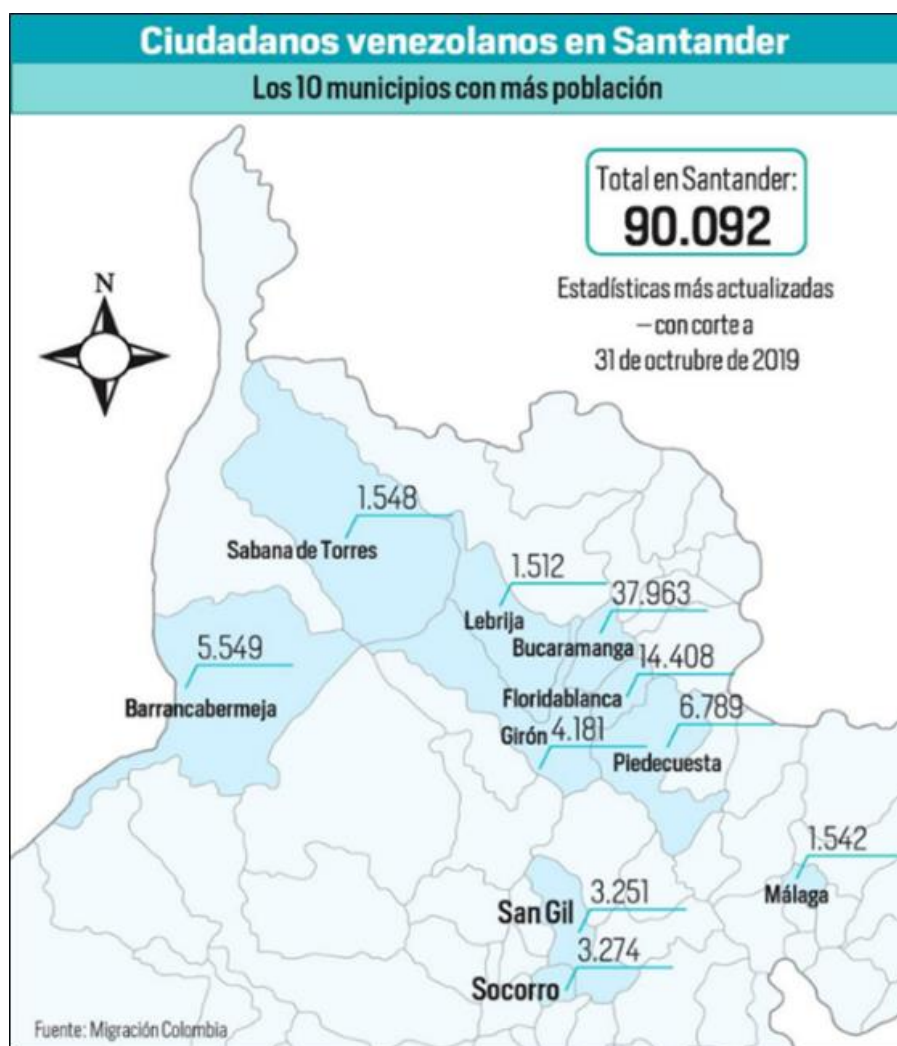 Ciudadanos venezolanos en Santander
Los 10 municipios con más población
Total en Santander:
90.092
Estadísticas más actualizadas
– con corte a
31 de octrubre de 2019
N
1.548
Sabana de Torres
1.512
Lebrija
37.963
Bucaramanga
5.549
Barrancabermeja
14.408
Floridablanca
6.789
Piedecuesta
Girón 4.181
1.542
Málaga
3.251
San Gil
3.274
Socorro
Fuente: Migración Colombia